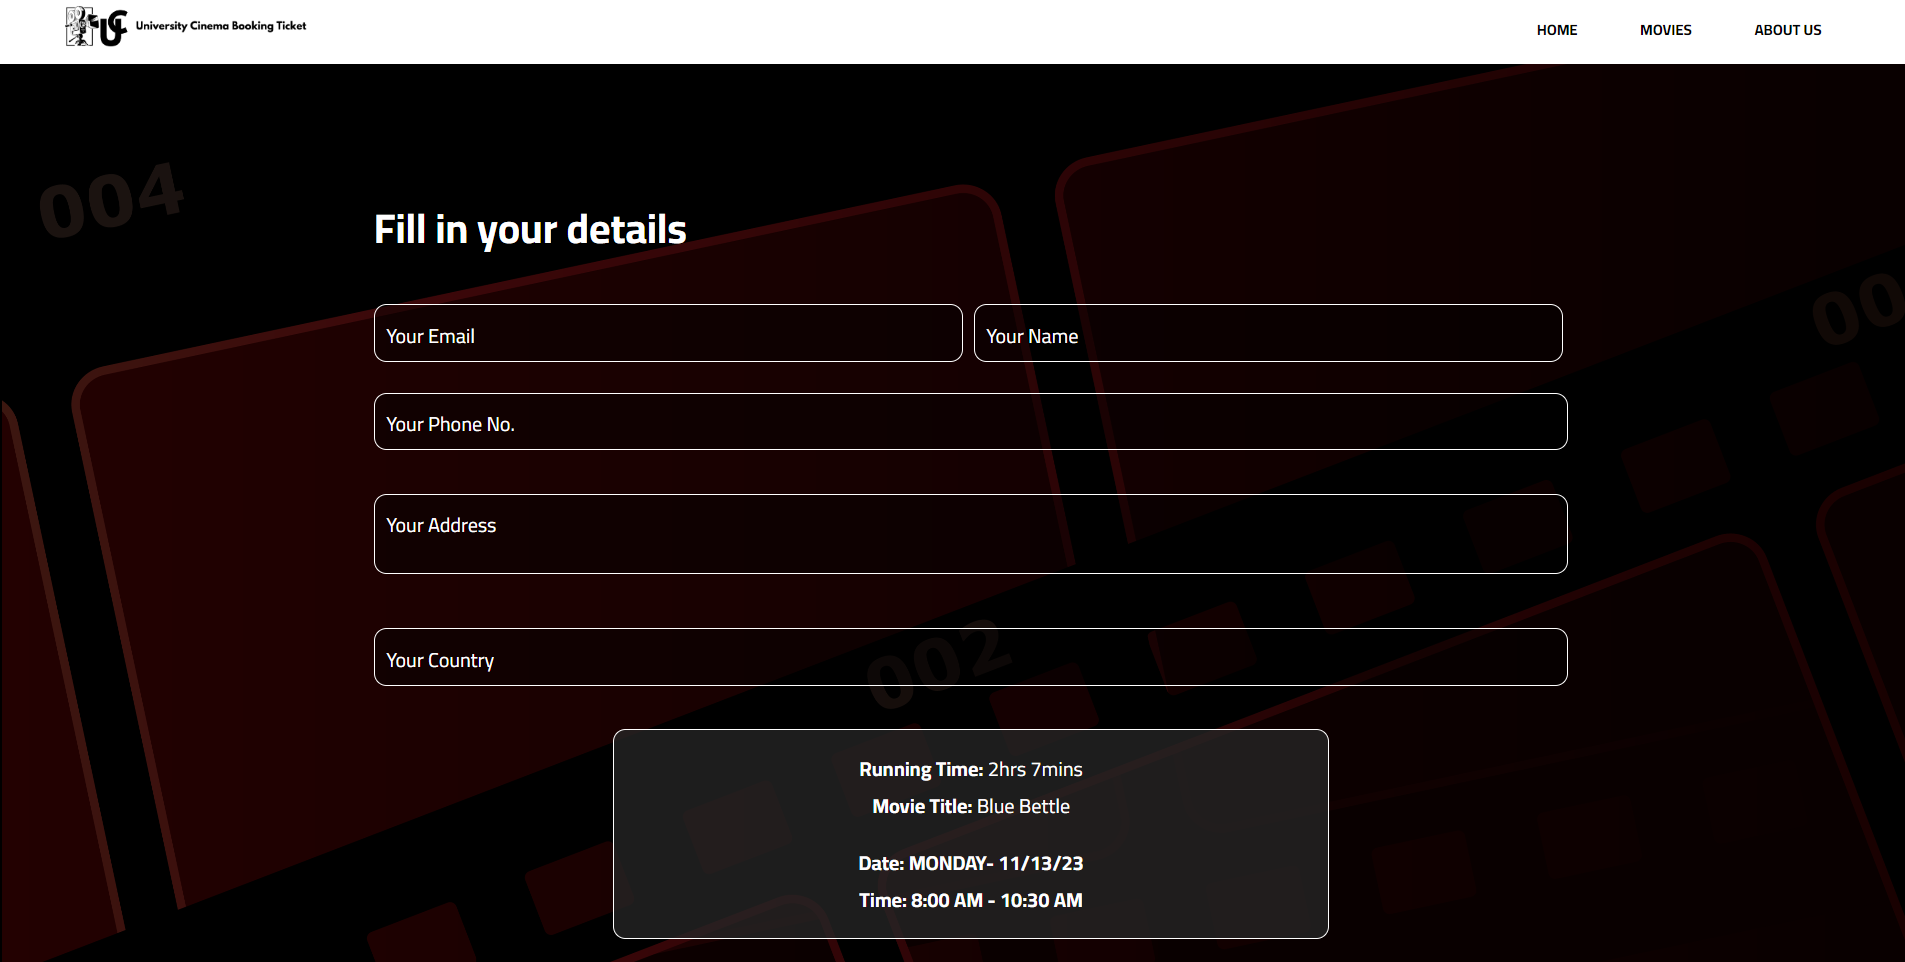 University Cinema Booking Ticket
HOME MOVIES ABOUT US
004
Fill in your details
Your Email Your Name
Your Phone No.
Your Address
Your Country
002
Running Time: 2hrs 7mins
Movie Title: Blue Bettle
Date: MONDAY- 11/13/23
Time: 8:00 AM - 10:30 AM